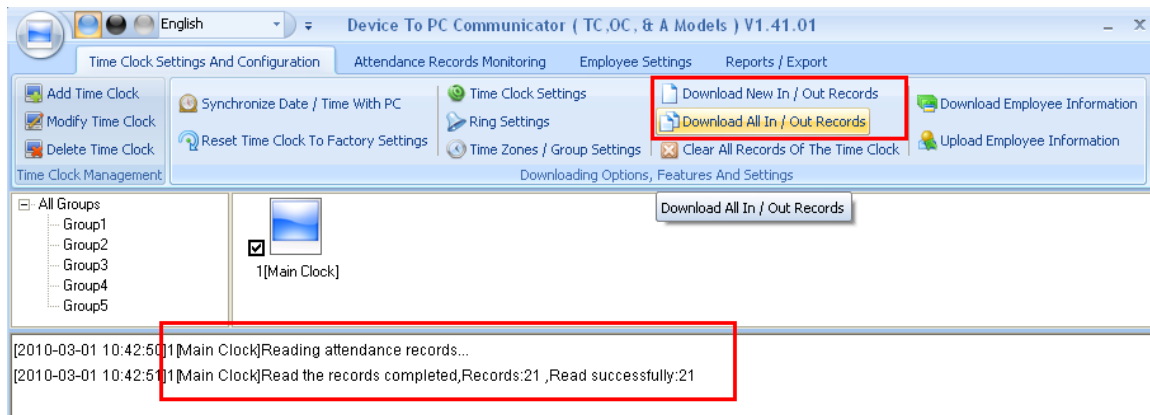 English
Device To PC Communicator ( TC,OC, & A Models ) V1.41.01
Time Clock Settings And Configuration
Attendance Records Monitoring
Employee Settings
Reports / Export
Add Time Clock
Modify Time Clock
Delete Time Clock
Time Clock Management
Synchronize Date / Time With PC
Reset Time Clock To Factory Settings
Time Clock Settings
Ring Settings
Time Zones / Group Settings
Download New In / Out Records
Download All In / Out Records
Clear All Records Of The Time Clock
Download Employee Information
Upload Employee Information
Downloading Options, Features And Settings
Download All In / Out Records
All Groups
Group1
Group2
Group3
Group4
Group5
1[Main Clock]
[2010-03-01 10:42:50]1[Main Clock]Reading attendance records...
[2010-03-01 10:42:51]1[Main Clock]Read the records completed,Records:21 ,Read successfully:21